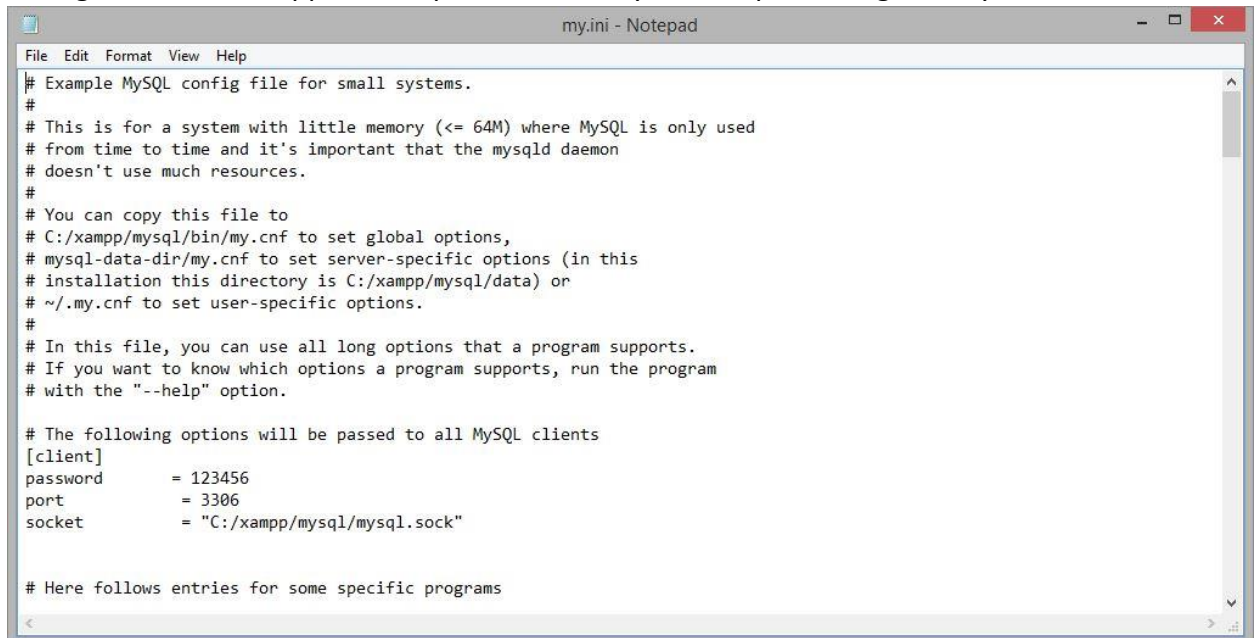 my.ini - Notepad
File Edit Format View Help
# Example MySQL config file for small systems.
#
# This is for a system with little memory (<= 64M) where MySQL is only used
# from time to time and it's important that the mysqld daemon
# doesn't use much resources.
#
# You can copy this file to
# C:/xampp/mysql/bin/my.cnf to set global options,
# mysql-data-dir/my.cnf to set server-specific options (in this
# installation this directory is C:/xampp/mysql/data) or
# ~/.my.cnf to set user-specific options.
#
# In this file, you can use all long options that a program supports.
# If you want to know which options a program supports, run the program
# with the "--help" option.

# The following options will be passed to all MySQL clients
[client]
password = 123456
port = 3306
socket = "C:/xampp/mysql/mysql.sock"

# Here follows entries for some specific programs